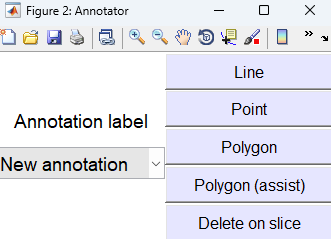 Figure 2: Annotator
Line
Point
Annotation label
Polygon
New annotation
Polygon (assist)
Delete on slice